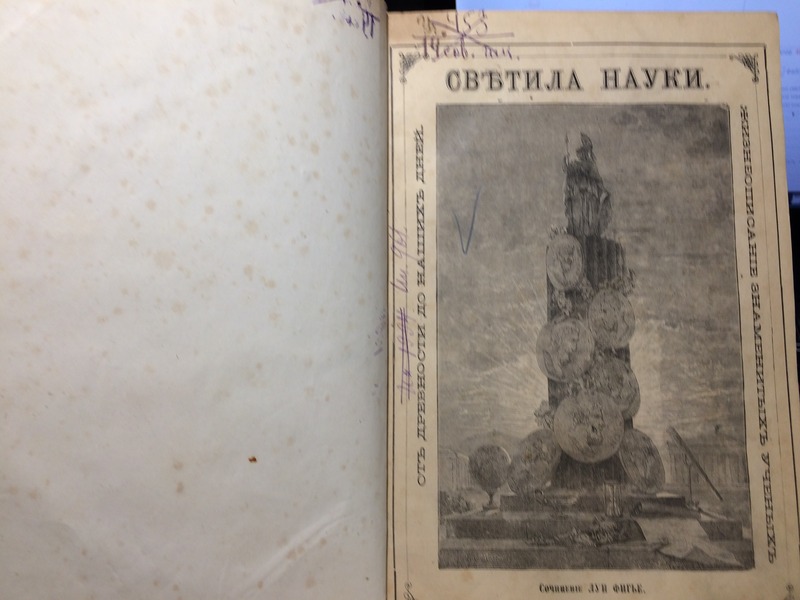 СВѢТИЛА НАУКИ.
ОТЪ ДРЕВНОСТИ ДО НАШИХЪ ДНЕЙ.
ЖИЗНЕОПИСАНІЕ ЗНАМЕНИТЫХЪ УЧЕНЫХЪ
Сочиненіе ЛУИ ФИГЬЕ.